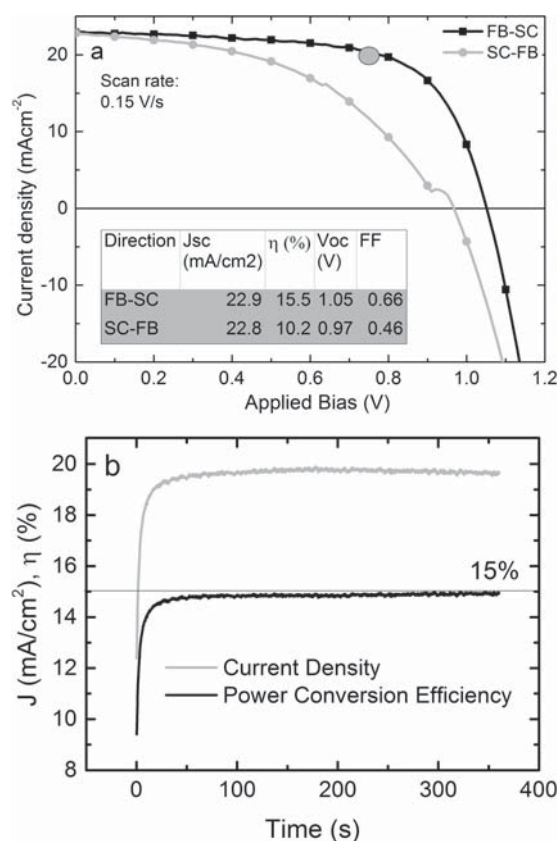 a
Scan rate:
0.15 V/s
FB-SC
SC-FB
Current density (mAcm-2)
20
10
0
-10
-20
Direction Jsc (mA/cm2) η (%) Voc (V) FF
FB-SC 22.9 15.5 1.05 0.66
SC-FB 22.8 10.2 0.97 0.46
0.0 0.2 0.4 0.6 0.8 1.0 1.2
Applied Bias (V)
b
J (mA/cm²), η (%)
20
18
16
14
12
10
8
15%
Current Density
Power Conversion Efficiency
0 100 200 300 400
Time (s)